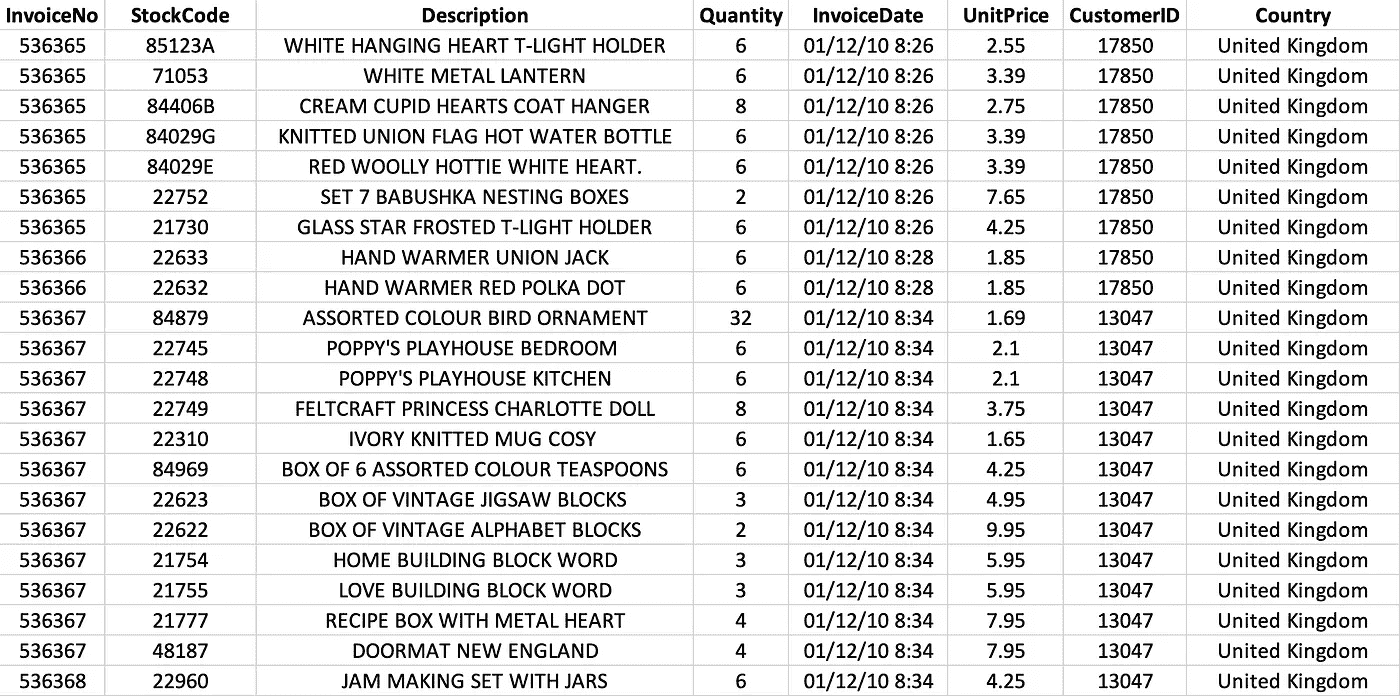 InvoiceNo StockCode Description Quantity InvoiceDate UnitPrice CustomerID Country
536365 85123A WHITE HANGING HEART T-LIGHT HOLDER 6 01/12/10 8:26 2.55 17850 United Kingdom
536365 71053 WHITE METAL LANTERN 6 01/12/10 8:26 3.39 17850 United Kingdom
536365 84406B CREAM CUPID HEARTS COAT HANGER 8 01/12/10 8:26 2.75 17850 United Kingdom
536365 84029G KNITTED UNION FLAG HOT WATER BOTTLE 6 01/12/10 8:26 3.39 17850 United Kingdom
536365 84029E RED WOOLLY HOTTIE WHITE HEART. 6 01/12/10 8:26 3.39 17850 United Kingdom
536365 22752 SET 7 BABUSHKA NESTING BOXES 2 01/12/10 8:26 7.65 17850 United Kingdom
536365 21730 GLASS STAR FROSTED T-LIGHT HOLDER 6 01/12/10 8:26 4.25 17850 United Kingdom
536366 22633 HAND WARMER UNION JACK 6 01/12/10 8:28 1.85 17850 United Kingdom
536366 22632 HAND WARMER RED POLKA DOT 6 01/12/10 8:28 1.85 17850 United Kingdom
536367 84879 ASSORTED COLOUR BIRD ORNAMENT 32 01/12/10 8:34 1.69 13047 United Kingdom
536367 22745 POPPY'S PLAYHOUSE BEDROOM 6 01/12/10 8:34 2.1 13047 United Kingdom
536367 22748 POPPY'S PLAYHOUSE KITCHEN 6 01/12/10 8:34 2.1 13047 United Kingdom
536367 22749 FELTCRAFT PRINCESS CHARLOTTE DOLL 8 01/12/10 8:34 3.75 13047 United Kingdom
536367 22310 IVORY KNITTED MUG COSY 6 01/12/10 8:34 1.65 13047 United Kingdom
536367 84969 BOX OF 6 ASSORTED COLOUR TEASPOONS 6 01/12/10 8:34 4.25 13047 United Kingdom
536367 22623 BOX OF VINTAGE JIGSAW BLOCKS 3 01/12/10 8:34 4.95 13047 United Kingdom
536367 22622 BOX OF VINTAGE ALPHABET BLOCKS 2 01/12/10 8:34 9.95 13047 United Kingdom
536367 21754 HOME BUILDING BLOCK WORD 3 01/12/10 8:34 5.95 13047 United Kingdom
536367 21755 LOVE BUILDING BLOCK WORD 3 01/12/10 8:34 5.95 13047 United Kingdom
536367 21777 RECIPE BOX WITH METAL HEART 4 01/12/10 8:34 7.95 13047 United Kingdom
536367 48187 DOORMAT NEW ENGLAND 4 01/12/10 8:34 7.95 13047 United Kingdom
536368 22960 JAM MAKING SET WITH JARS 6 01/12/10 8:34 4.25 13047 United Kingdom